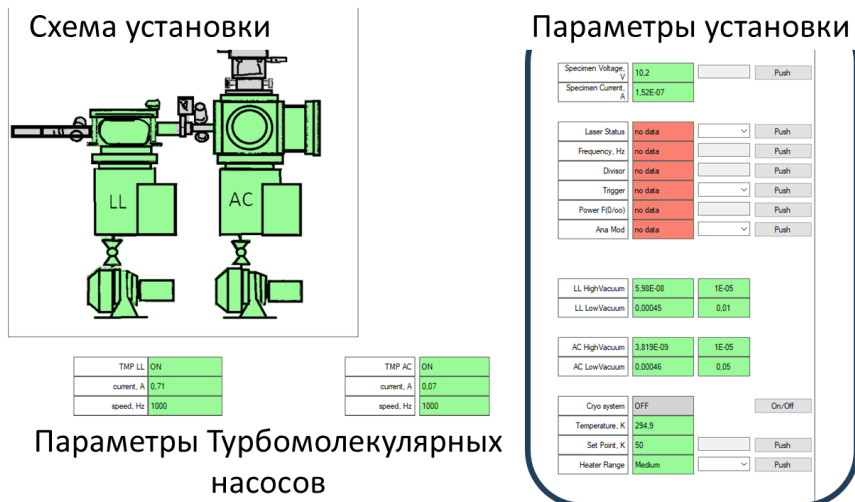 Схема установки
LL
AC
TMP LL ON
current, A 0,71
speed, Hz 1000
TMP AC ON
current, A 0,07
speed, Hz 1000
Параметры Турбомолекулярных
насосов
Параметры установки
Specimen Voltage,
V 10,2 Push
Specimen Current,
A 1,52E-07
Laser Status no data Push
Frequency, Hz no data Push
Divisor no data Push
Trigger no data Push
Power F(0/oo) no data Push
Ana Mod no data Push
LL HighVacuum 5,98E-08 1E-05
LL LowVacuum 0,00045 0,01
AC HighVacuum 3,819E-09 1E-05
AC LowVacuum 0,00046 0,05
Cryo system OFF On/Off
Temperature, K 294,9
Set Point, K 50 Push
Heater Range Medium Push